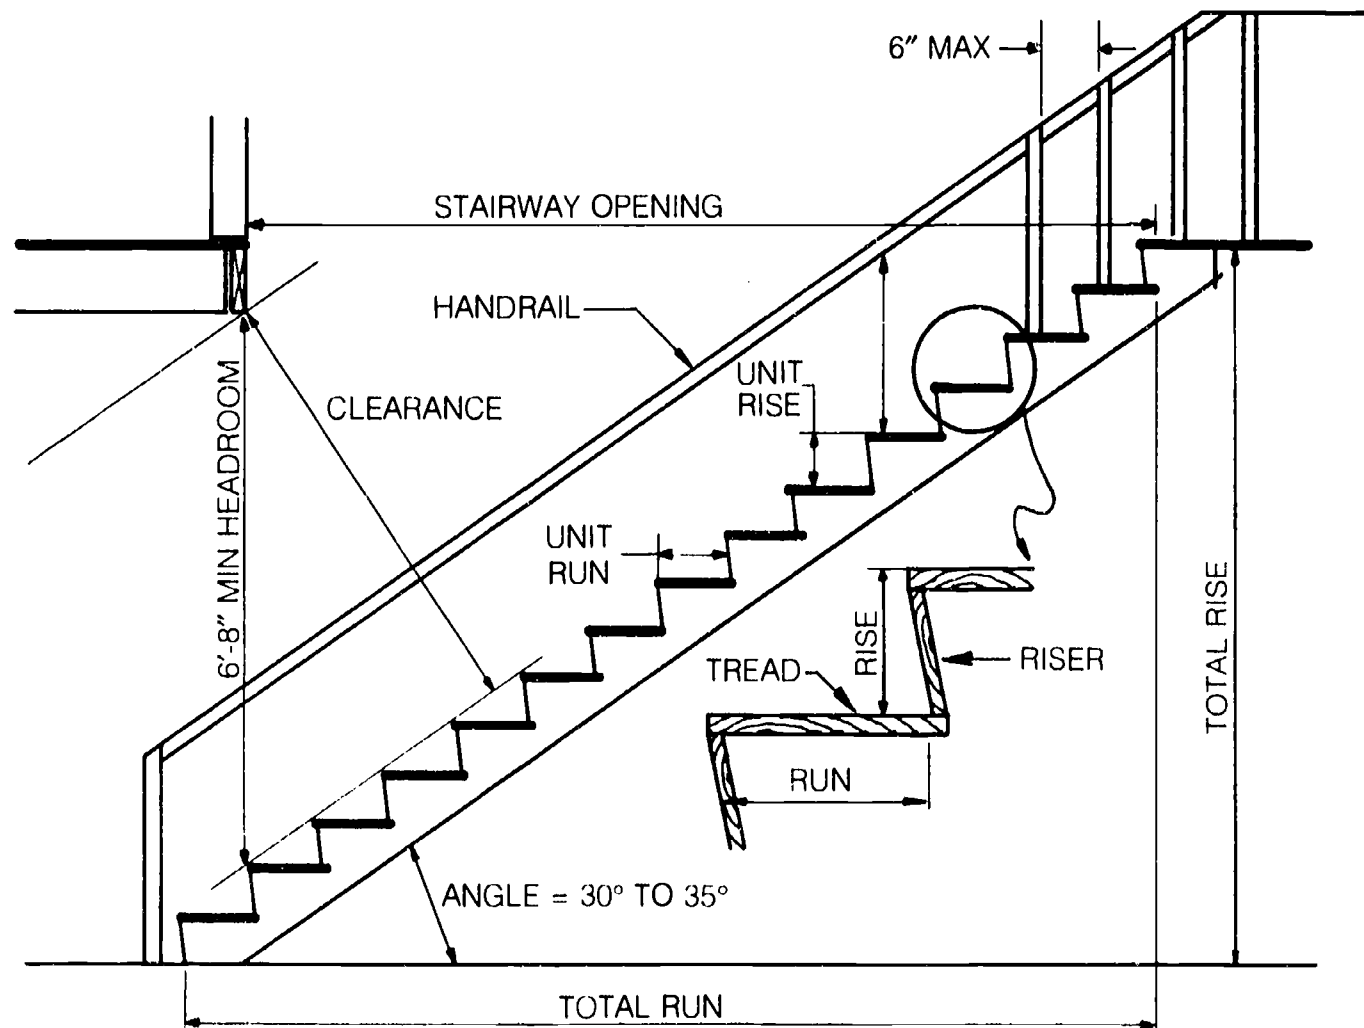 6" MAX
STAIRWAY OPENING
HANDRAIL
UNIT
RISE
CLEARANCE
6'-8" MIN HEADROOM
UNIT
RUN
RISE
RISER
TREAD
TOTAL RISE
RUN
ANGLE = 30° TO 35°
TOTAL RUN